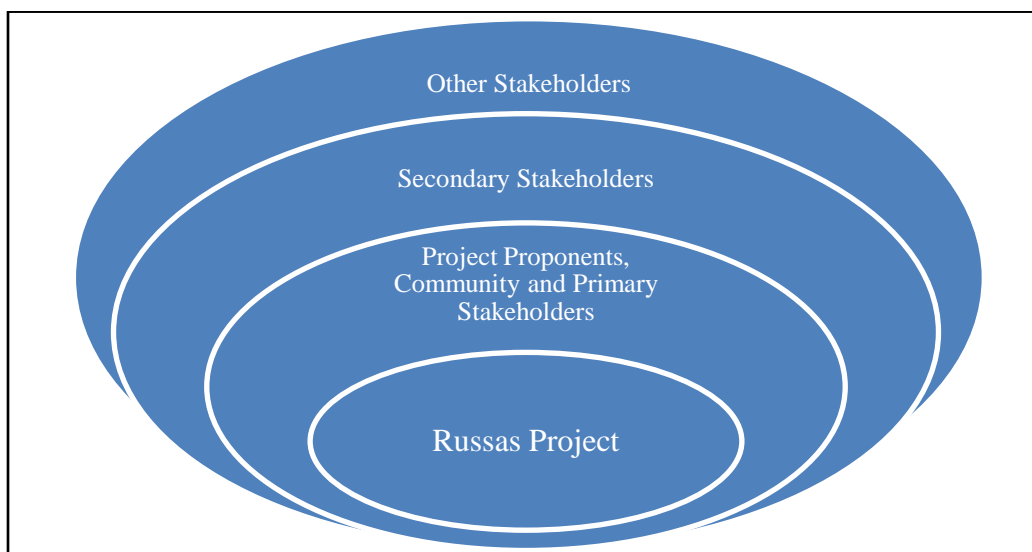 Other Stakeholders
Secondary Stakeholders
Project Proponents,
Community and Primary
Stakeholders
Russas Project